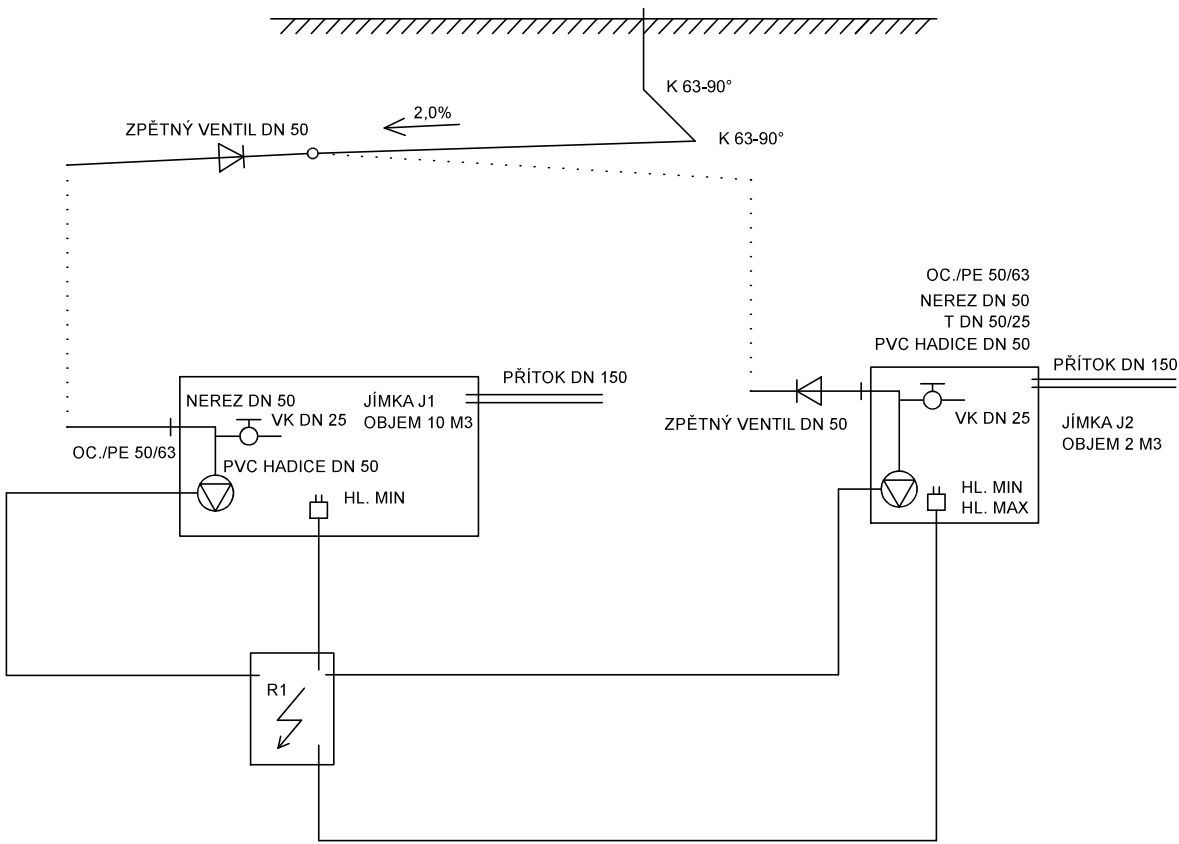 K 63-90°
2,0%
ZPĚTNÝ VENTIL DN 50
K 63-90°
OC./PE 50/63
NEREZ DN 50
T DN 50/25
PVC HADICE DN 50
PŘÍTOK DN 150
PŘÍTOK DN 150
NEREZ DN 50
VK DN 25
JÍMKA J1
OBJEM 10 M3
OC./PE 50/63
PVC HADICE DN 50
HL. MIN
ZPĚTNÝ VENTIL DN 50
VK DN 25
JÍMKA J2
OBJEM 2 M3
HL. MIN
HL. MAX
R1